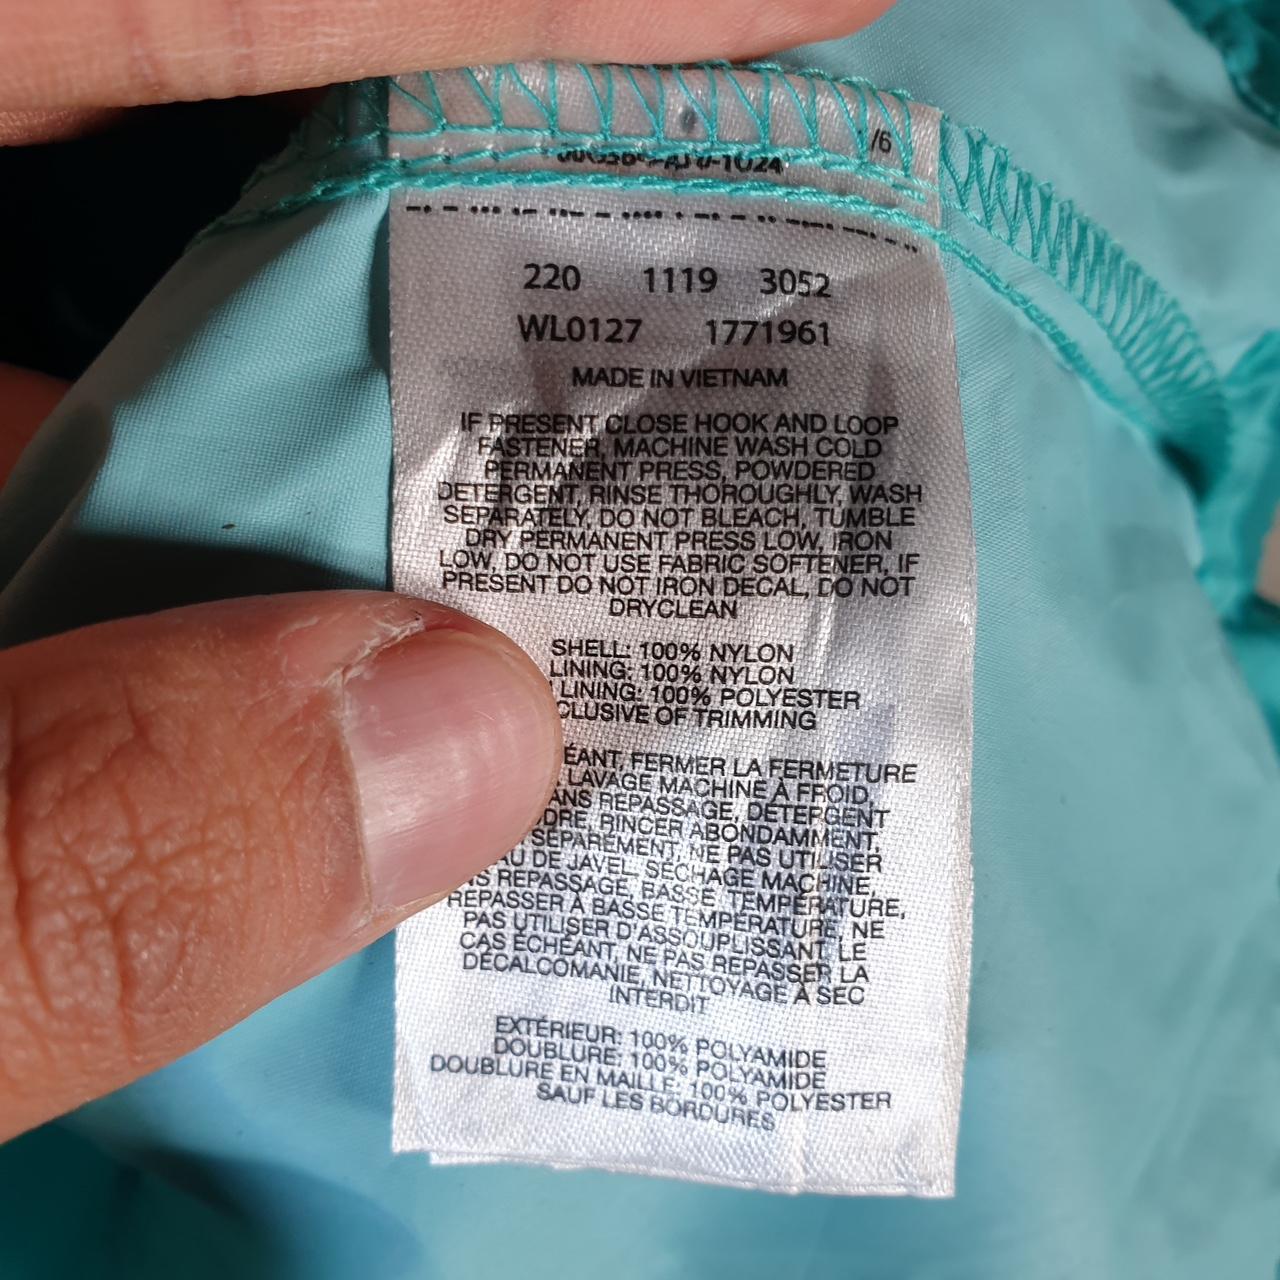 /6
220 1119 3052
WL0127 1771961
MADE IN VIETNAM
IF PRESENT CLOSE HOOK AND LOOP
FASTENER, MACHINE WASH COLD
PERMANENT PRESS, POWDERED
DETERGENT, RINSE THOROUGHLY, WASH
SEPARATELY, DO NOT BLEACH, TUMBLE
DRY PERMANENT PRESS LOW, IRON
LOW, DO NOT USE FABRIC SOFTENER, IF
PRESENT DO NOT IRON DECAL, DO NOT
DRYCLEAN
SHELL: 100% NYLON
LINING: 100% NYLON
LINING: 100% POLYESTER
OF TRIMMING
FERMER LA FERMETURE
LAVAGE MACHINE À FROID,
REPASSAGE, DÉTERGENT
RINCER ABONDAMMENT,
SÉPARÉMENT, NE PAS UTILISER
DE JAVEL, SÉCHAGE MACHINE,
REPASSAGE, BASSE TEMPÉRATURE,
REPASSER À BASSE TEMPÉRATURE, NE
PAS UTILISER D'ASSOUPLISSANT LE
CAS ÉCHÉANT, NE PAS REPASSER LA
DÉCALCOMANIE, NETTOYAGE À SEC
INTERDIT
EXTÉRIEUR: 100% POLYAMIDE
DOUBLURE: 100% POLYAMIDE
DOUBLURE EN MAILLE: 100% POLYESTER
SAUF LES BORDURES